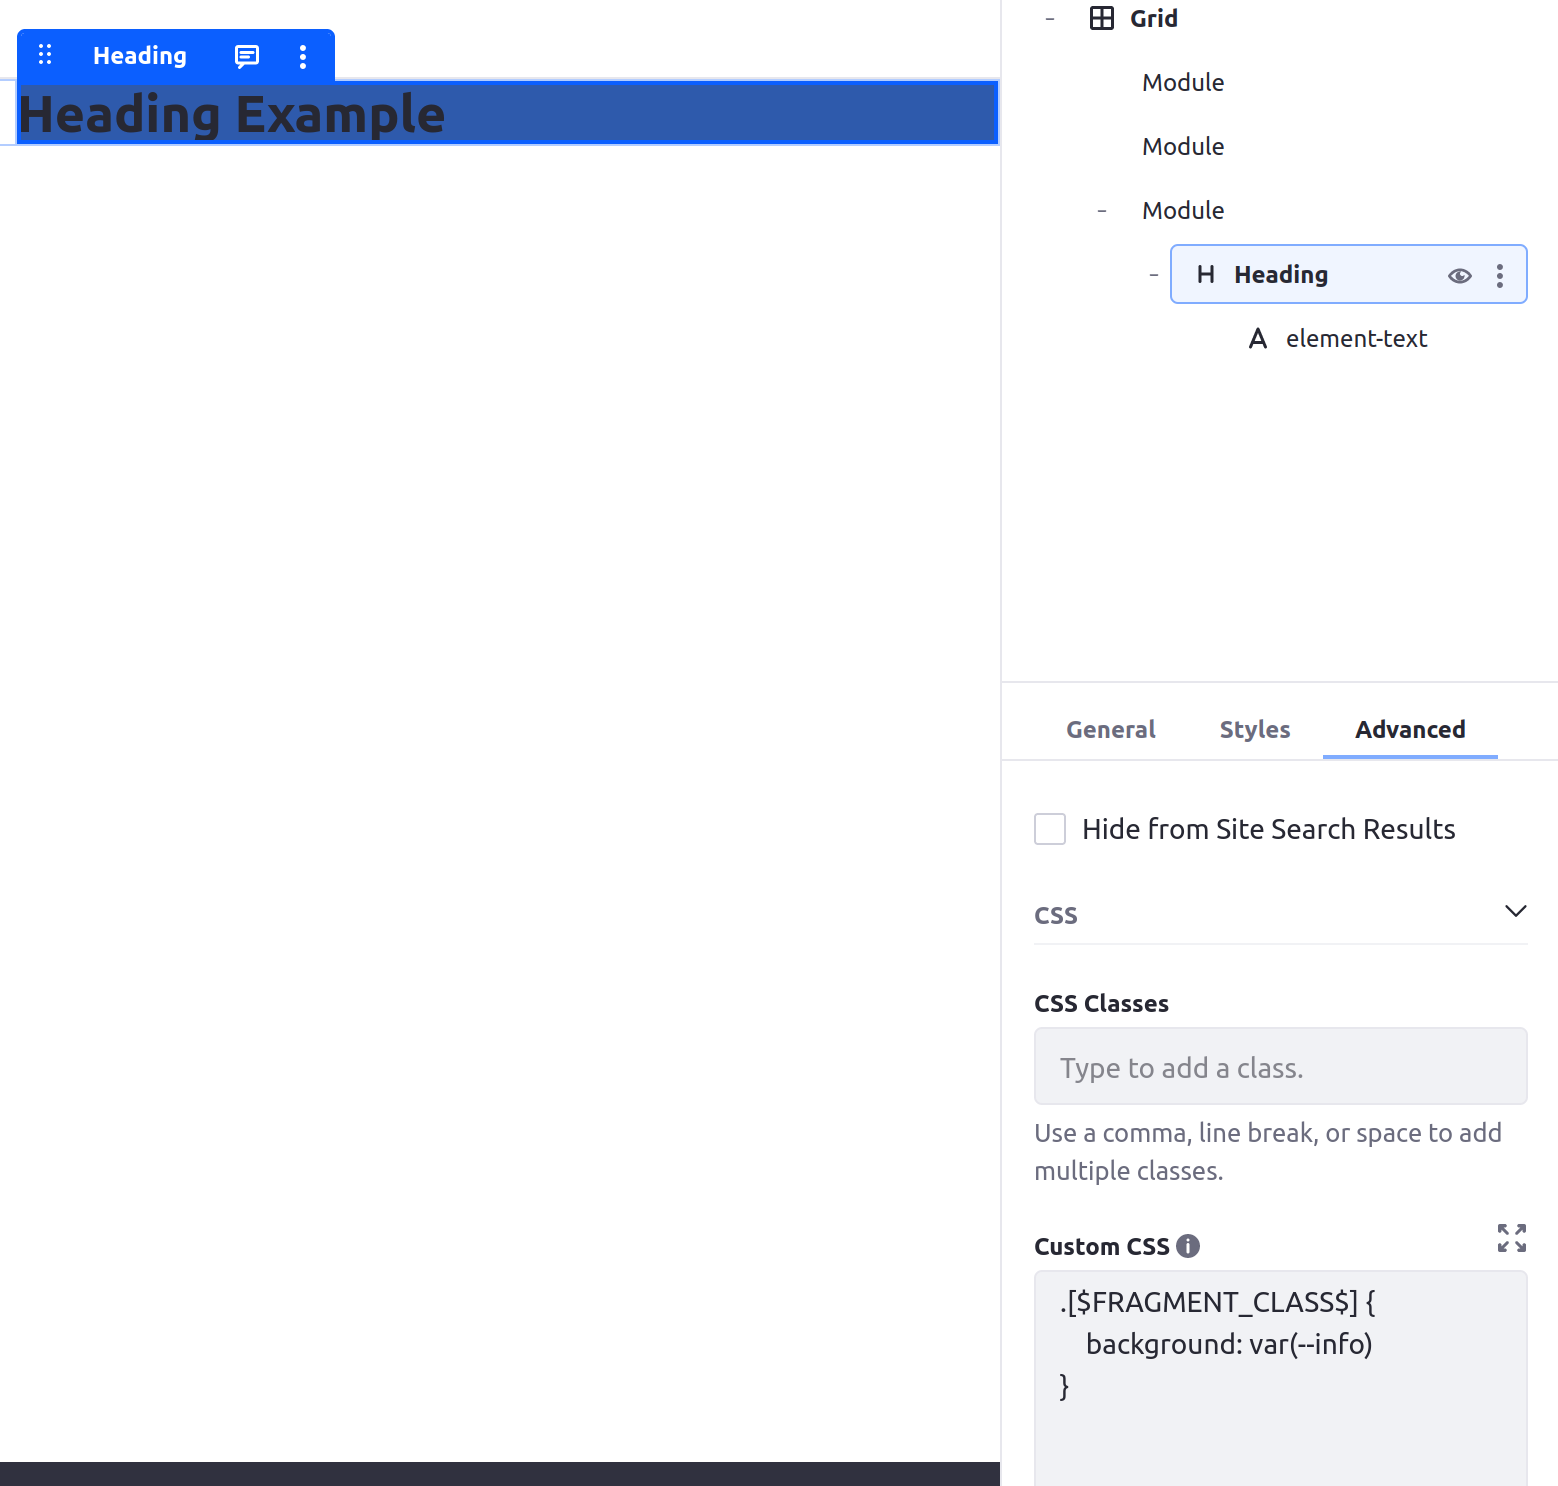 Heading
Heading Example
Grid
Module
Module
Module
Heading
element-text
General Styles Advanced
Hide from Site Search Results
CSS
CSS Classes
Type to add a class.
Use a comma, line break, or space to add
multiple classes.
Custom CSS
.[$FRAGMENT_CLASS$] {
    background: var(--info)
}